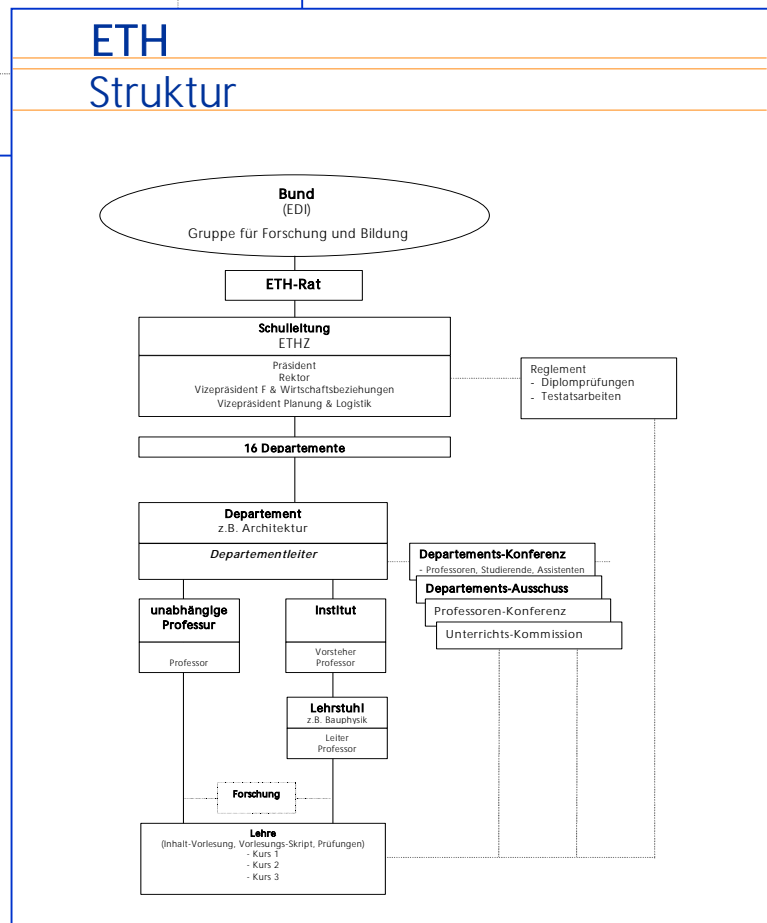 ETH
Struktur
Bund
(EDI)
Gruppe für Forschung und Bildung
ETH-Rat
Schulleitung
ETHZ
Präsident
Rektor
Vizepräsident F & Wirtschaftsbeziehungen
Vizepräsident Planung & Logistik
Reglement
- Diplomprüfungen
- Testatsarbeiten
16 Departemente
Departement
z.B. Architektur
Departementleiter
Departements-Konferenz
- Professoren, Studierende, Assistenten
Departements-Ausschuss
Professoren-Konferenz
Unterrichts-Kommission
unabhängige
Professur
Professor
Institut
Vorsteher
Professor
Lehrstuhl
z.B. Bauphysik
Leiter
Professor
Forschung
Lehre
(Inhalt-Vorlesung, Vorlesungs-Skript, Prüfungen)
- Kurs 1
- Kurs 2
- Kurs 3